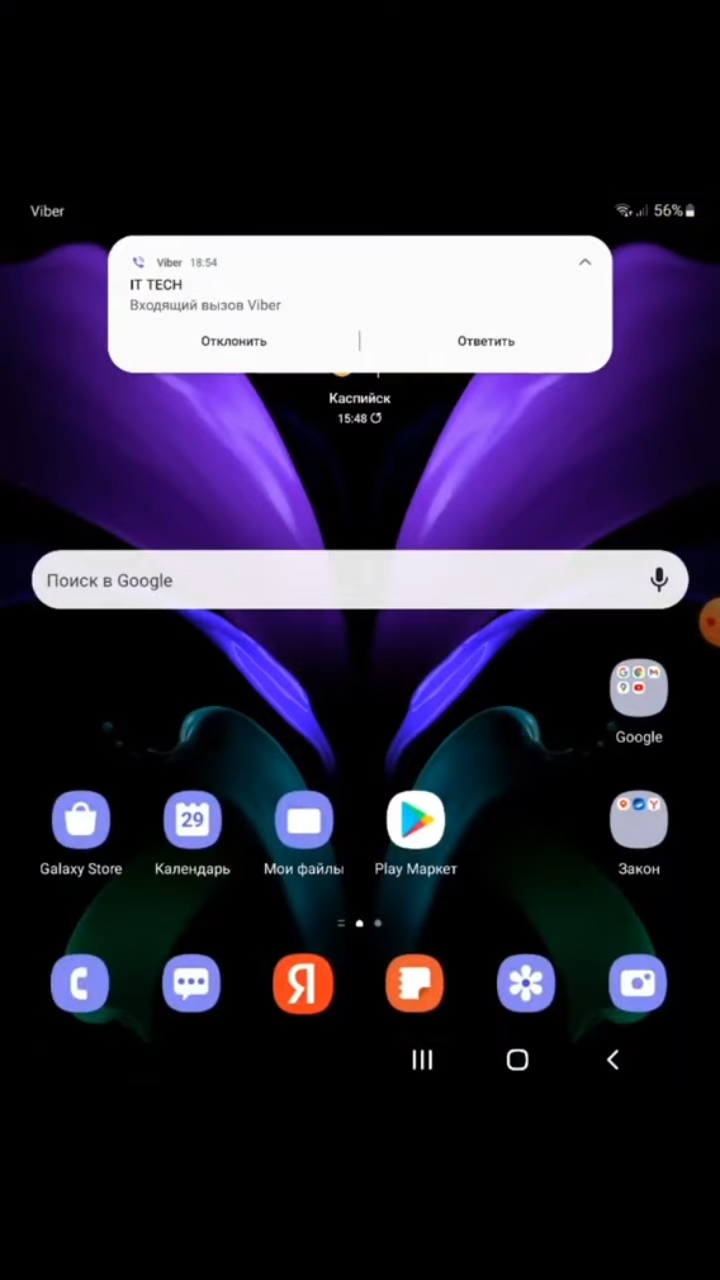 Viber
56%
Viber 18:54
IT TECH
Входящий вызов Viber
Отклонить
Ответить
Каспийск
15:48
Поиск в Google
Google
29
Galaxy Store
Календарь
Мои файлы
Play Маркет
Закон
Я